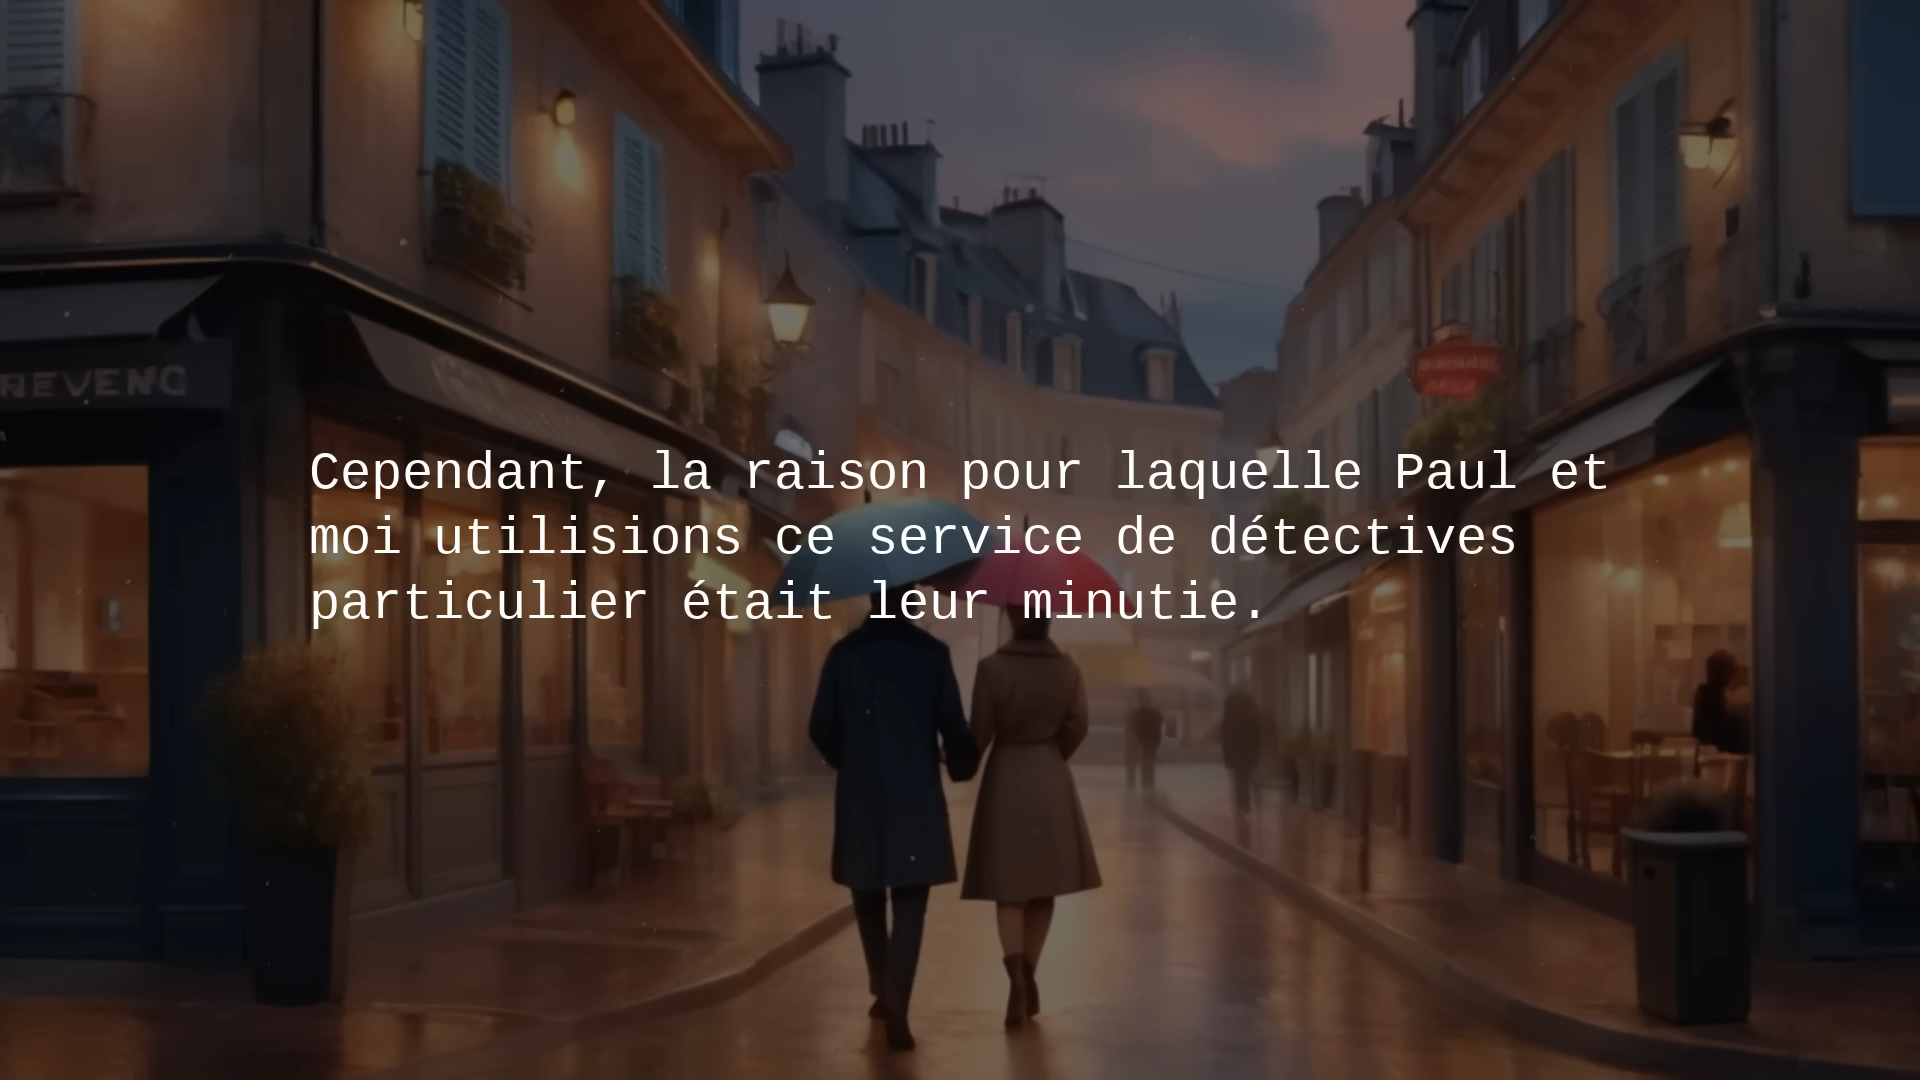 REVENG
Cependant, la raison pour laquelle Paul et
moi utilisions ce service de détectives
particulier était leur minutie.